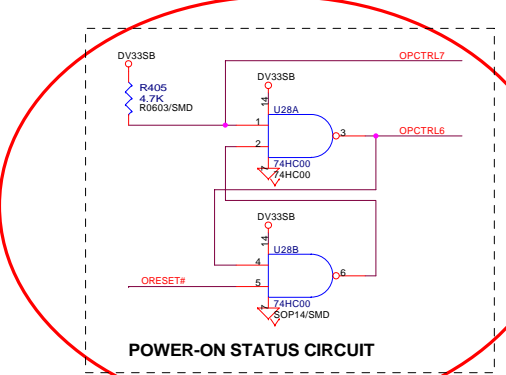 DV33SB
OPCTRL7
R405
4.7K
R0603/SMD
DV33SB
14
U28A
1
2
3
OPCTRL6
7
74HC00
74HC00
DV33SB
14
U28B
4
5
6
ORESET#
7
74HC00
SOP14/SMD
POWER-ON STATUS CIRCUIT